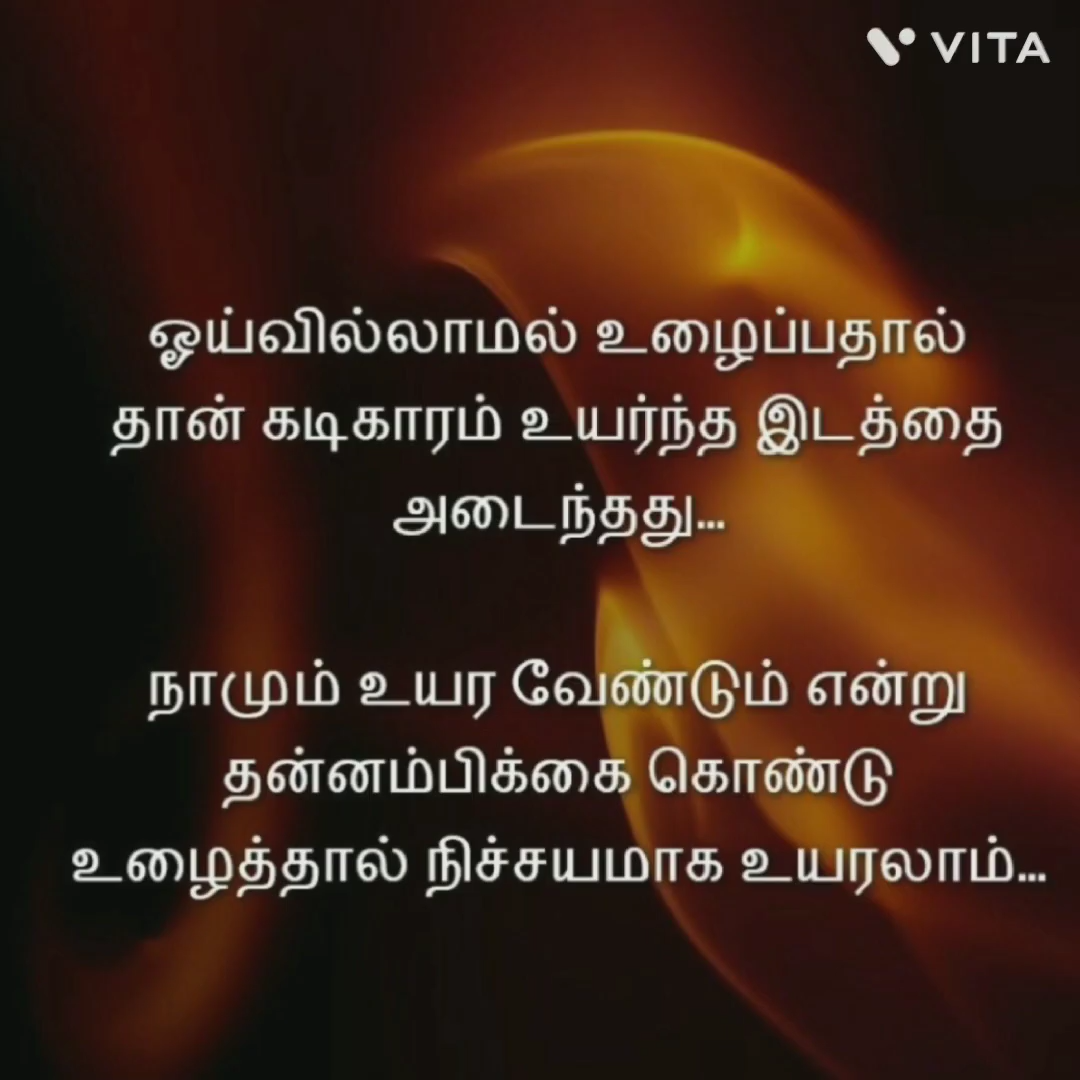 VITA
ஓய்வில்லாமல் உழைப்பதால்
தான் கடிகாரம் உயர்ந்த இடத்தை
அடைந்தது...
நாமும் உயர வேண்டும் என்று
தன்னம்பிக்கை கொண்டு
உழைத்தால் நிச்சயமாக உயரலாம்...